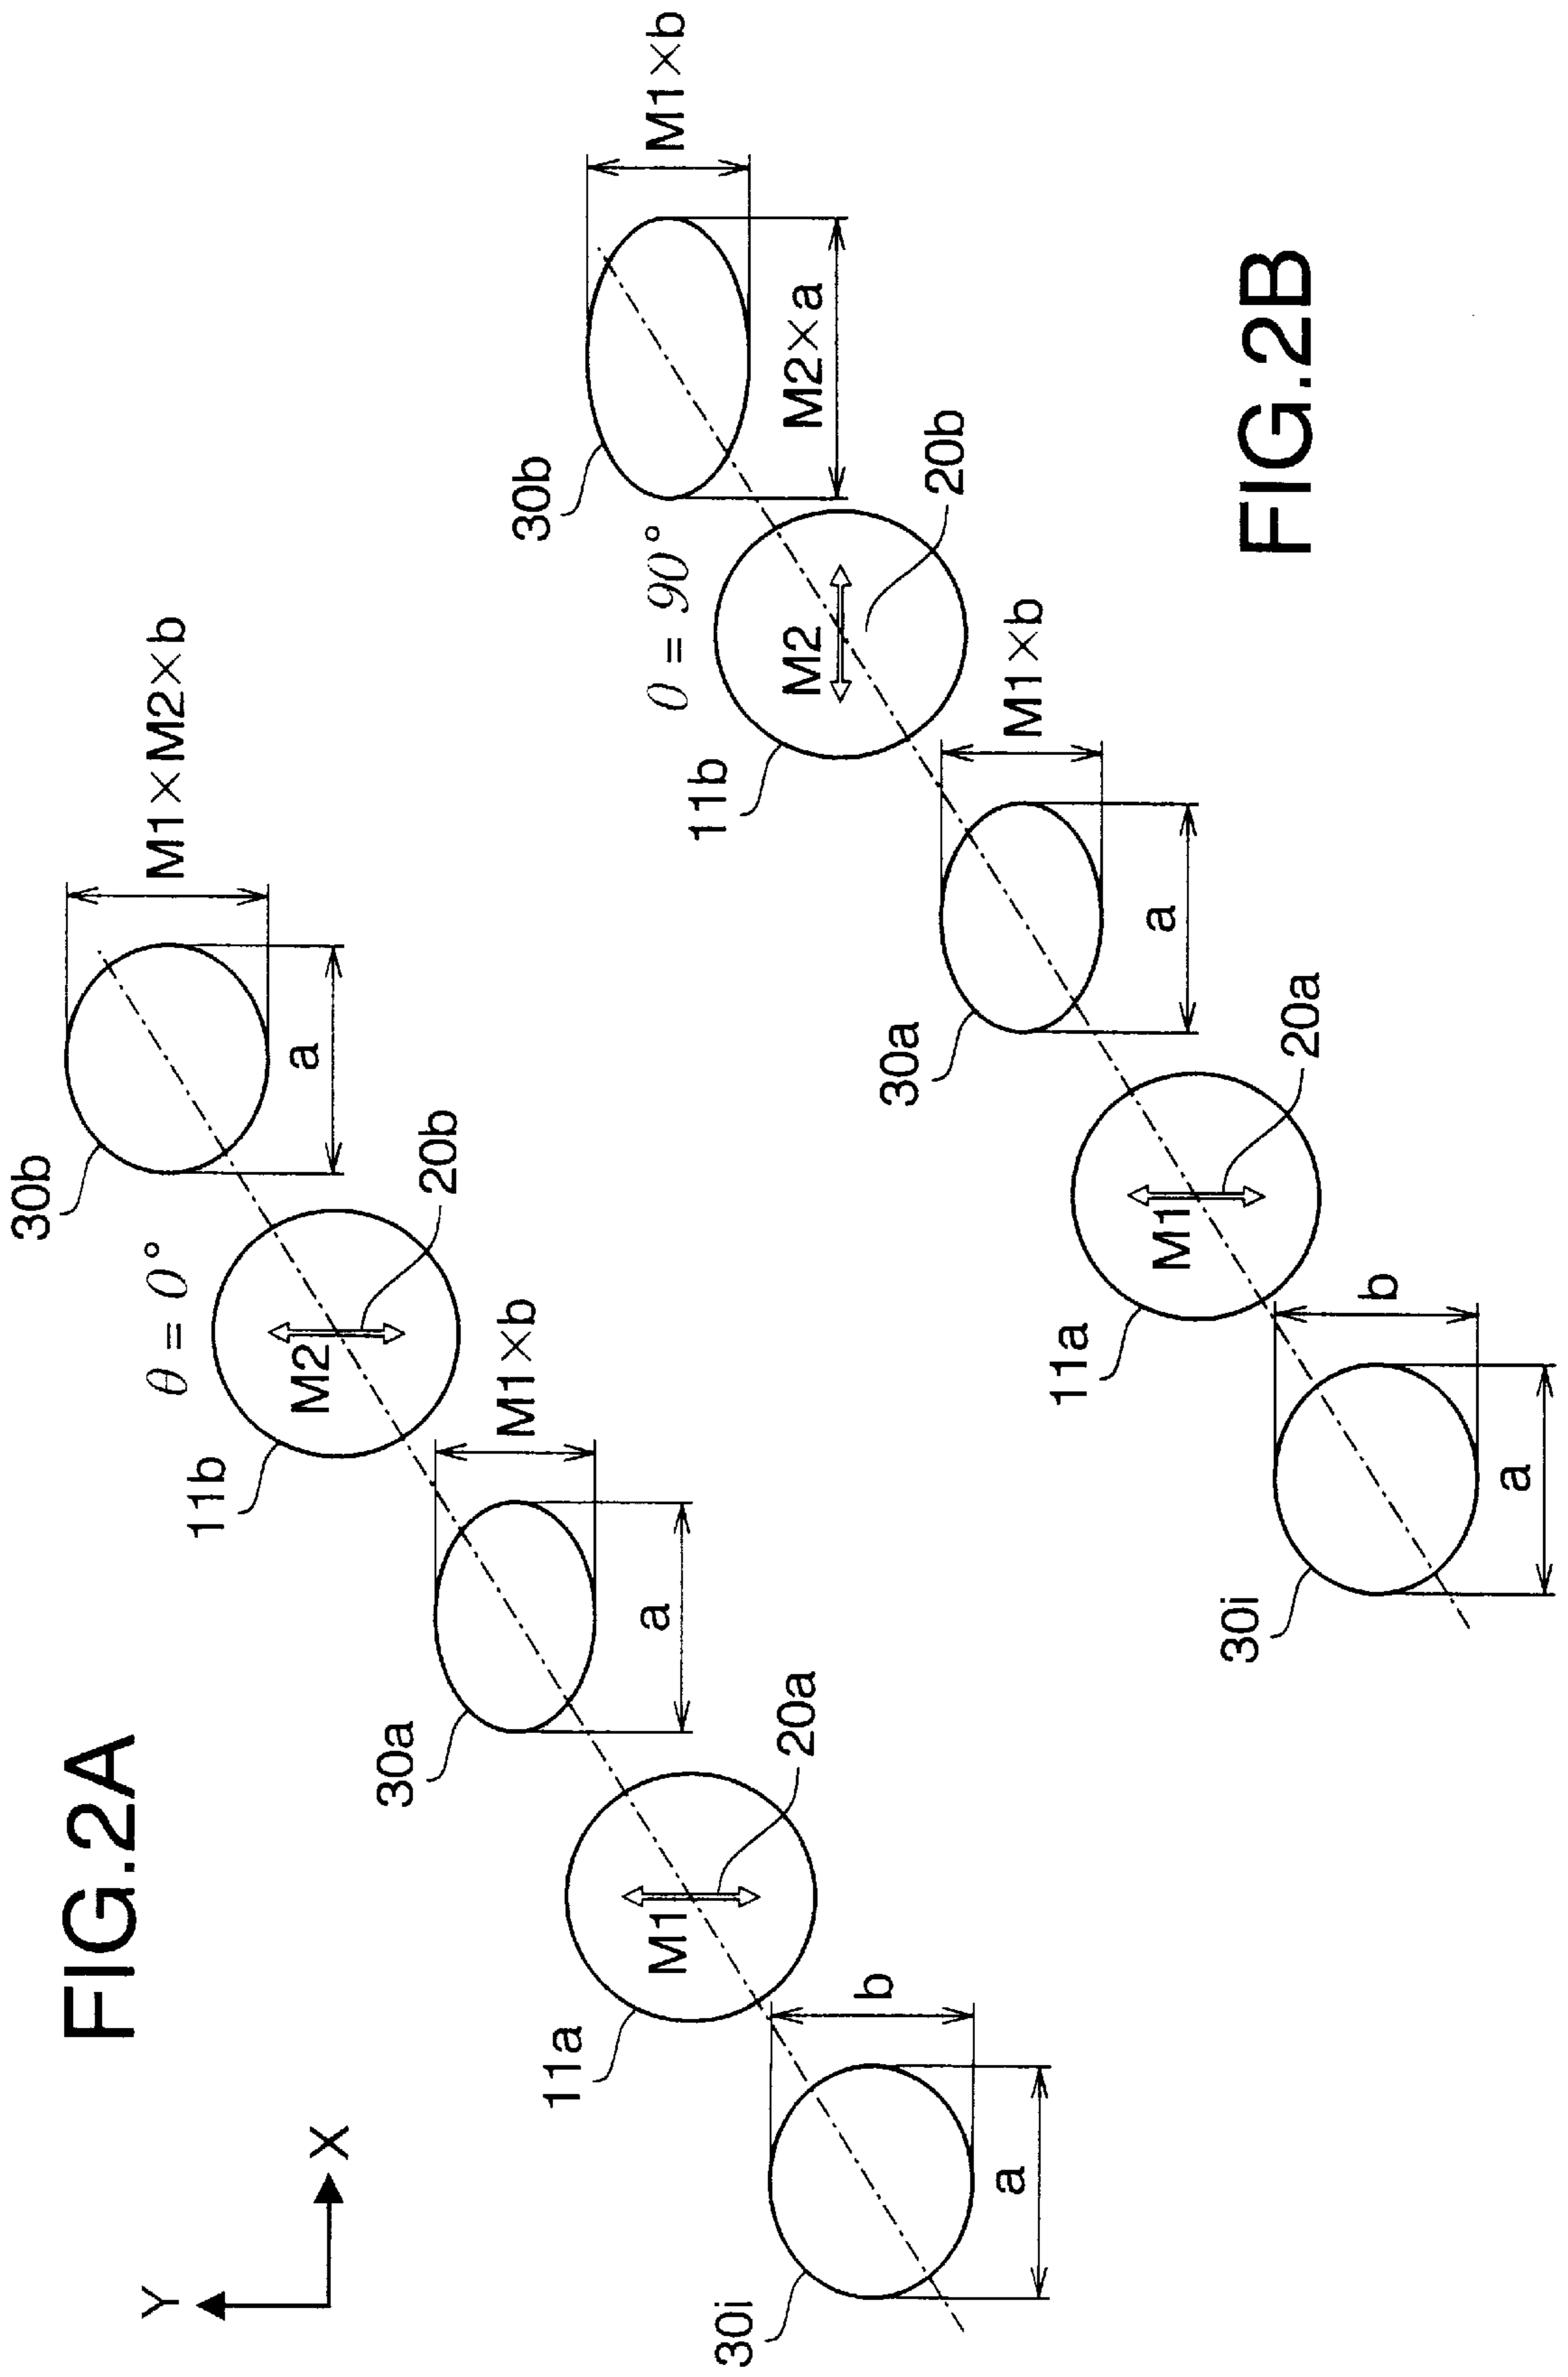 FIG.2A
Y
X
30i
a
b
11a
M1
20a
30a
a
M1×b
11b
M2
θ = 0°
20b
30b
a
M1×M2×b
FIG.2B
30i
a
b
11a
M1
20a
30a
a
M1×b
11b
M2
θ = 90°
20b
30b
M2×a
M1×b